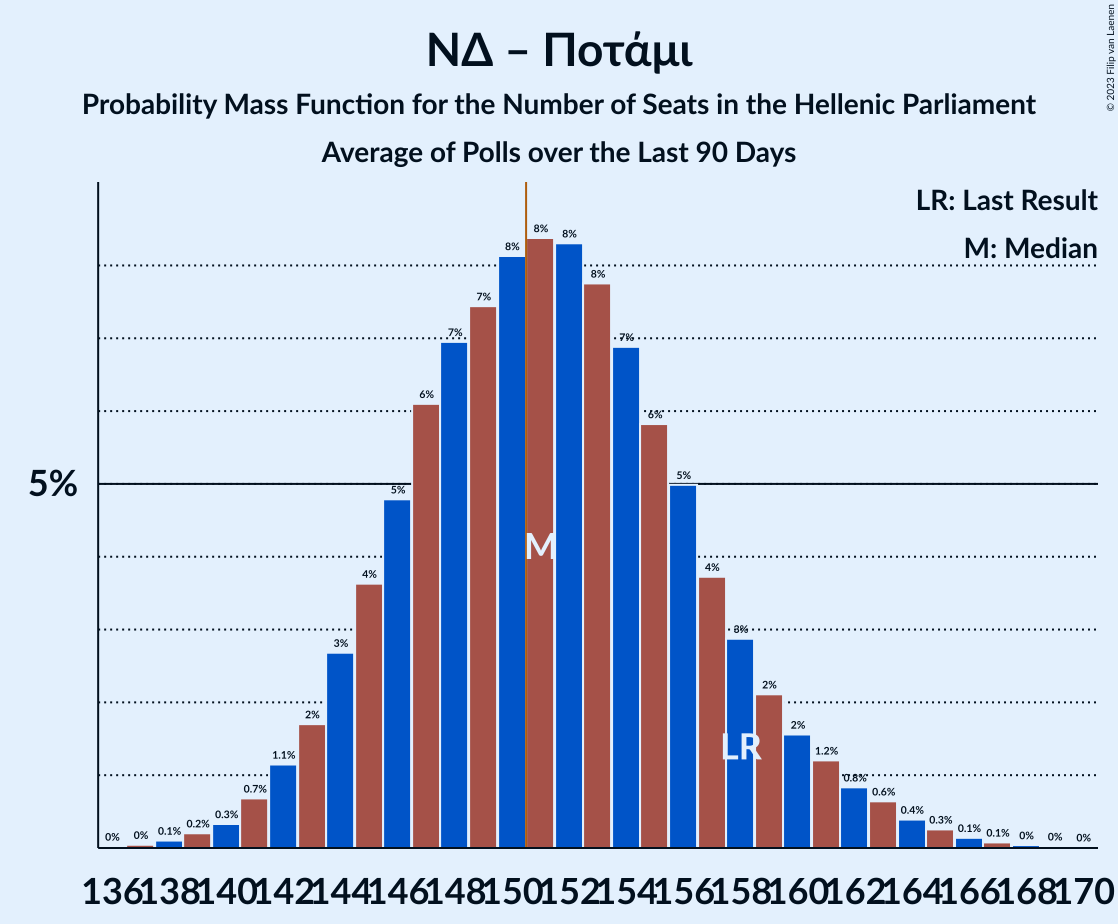 ΝΔ – Ποτάμι
Probability Mass Function for the Number of Seats in the Hellenic Parliament
Average of Polls over the Last 90 Days
© 2023 Filip van Laenen
LR: Last Result
M: Median
5%
0% 0% 0.1% 0.2% 0.3% 0.7% 1.1% 2% 3% 4% 5% 6% 7% 7% 8% 8% 8% 8% 7% 6% 5% 4% 3% 2% 2% 1.2% 0.8% 0.6% 0.4% 0.3% 0.1% 0.1% 0% 0% 0%
M
LR
136 138 140 142 144 146 148 150 152 154 156 158 160 162 164 166 168 170